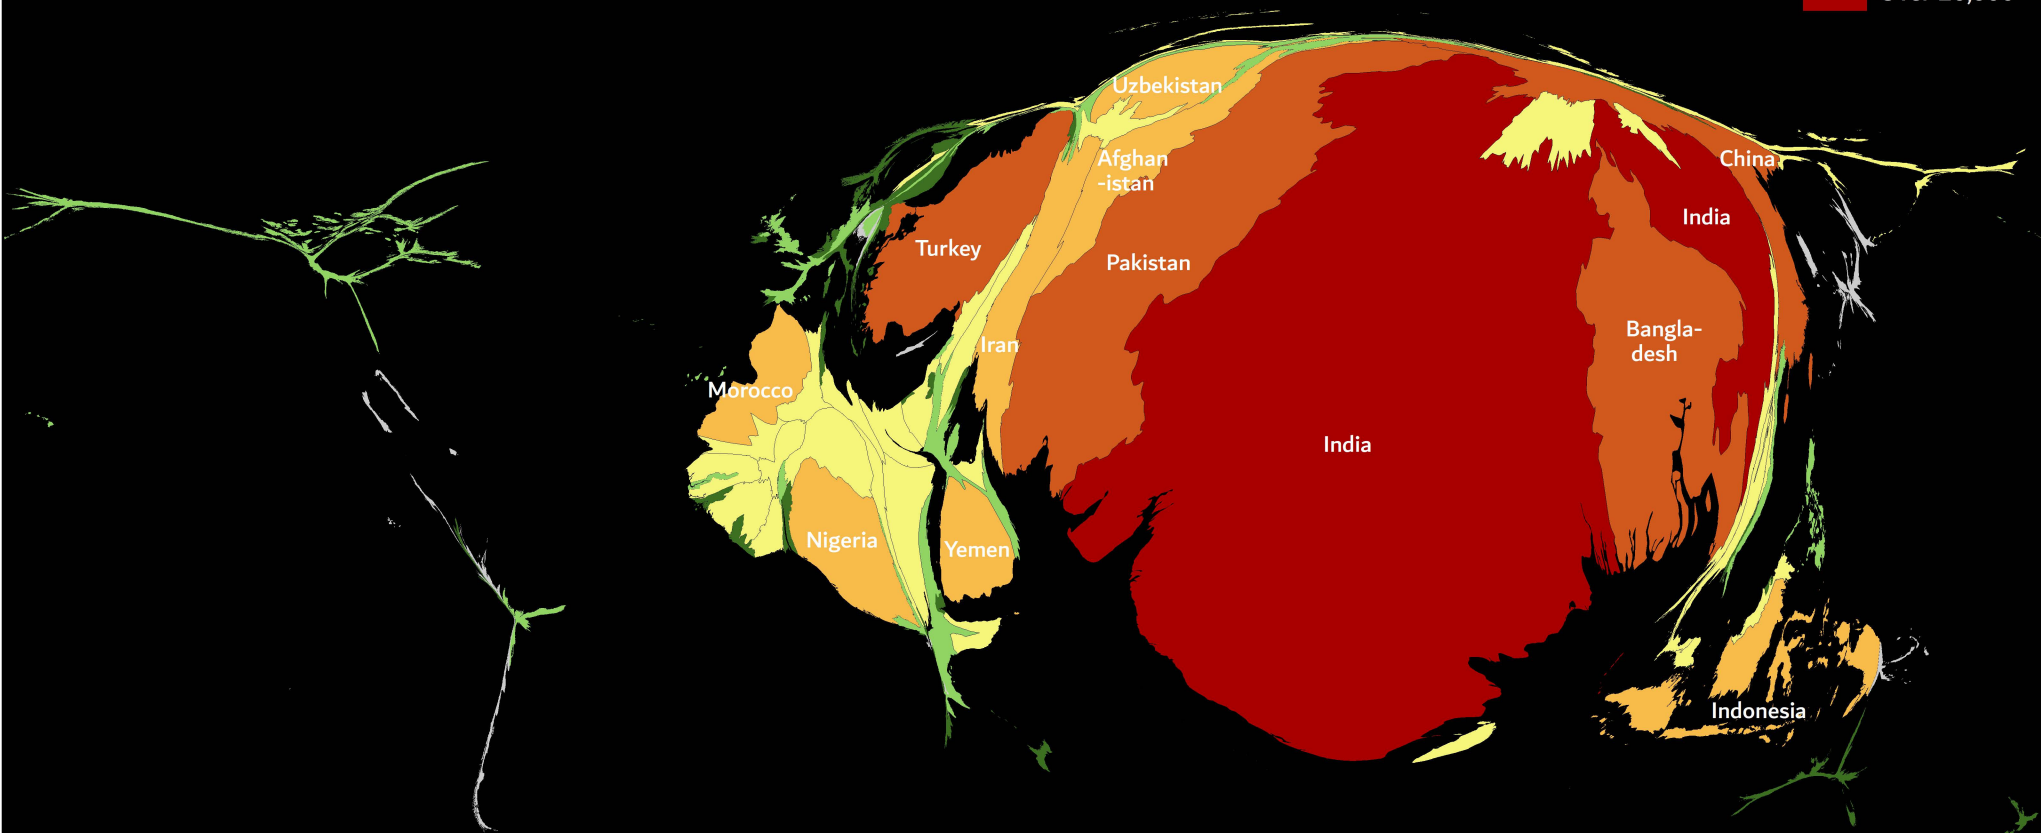 Uzbekistan
Afghan
-istan
China
India
Turkey
Pakistan
Bangla-
desh
Iran
Morocco
India
Nigeria
Yemen
Indonesia